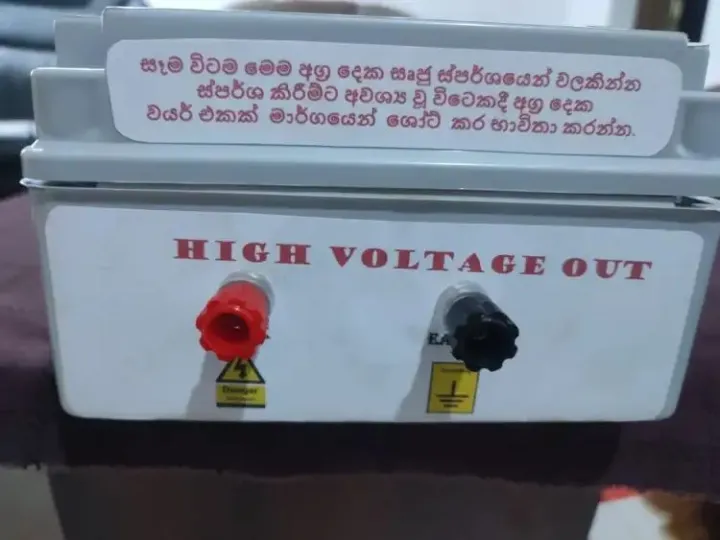 සෑම විටම මෙම අග්‍ර දෙක සෘජු ස්පර්ශයෙන් වලකින්න
ස්පර්ශ කිරීමට අවශ්‍ය වූ විටෙකදී අග්‍ර දෙක
වයර් එකක් මාර්ගයෙන් ශෝට් කර භාවිතා කරන්න.
HIGH VOLTAGE OUT
Danger